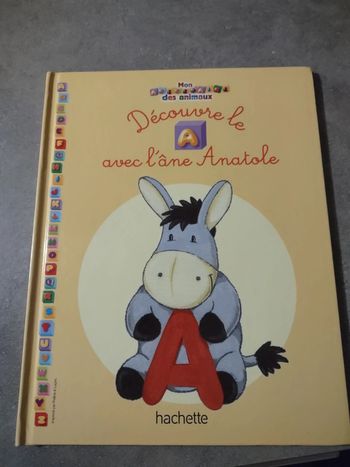 Mon
des animaux
Découvre le
A
avec l'âne Anatole
A
hachette